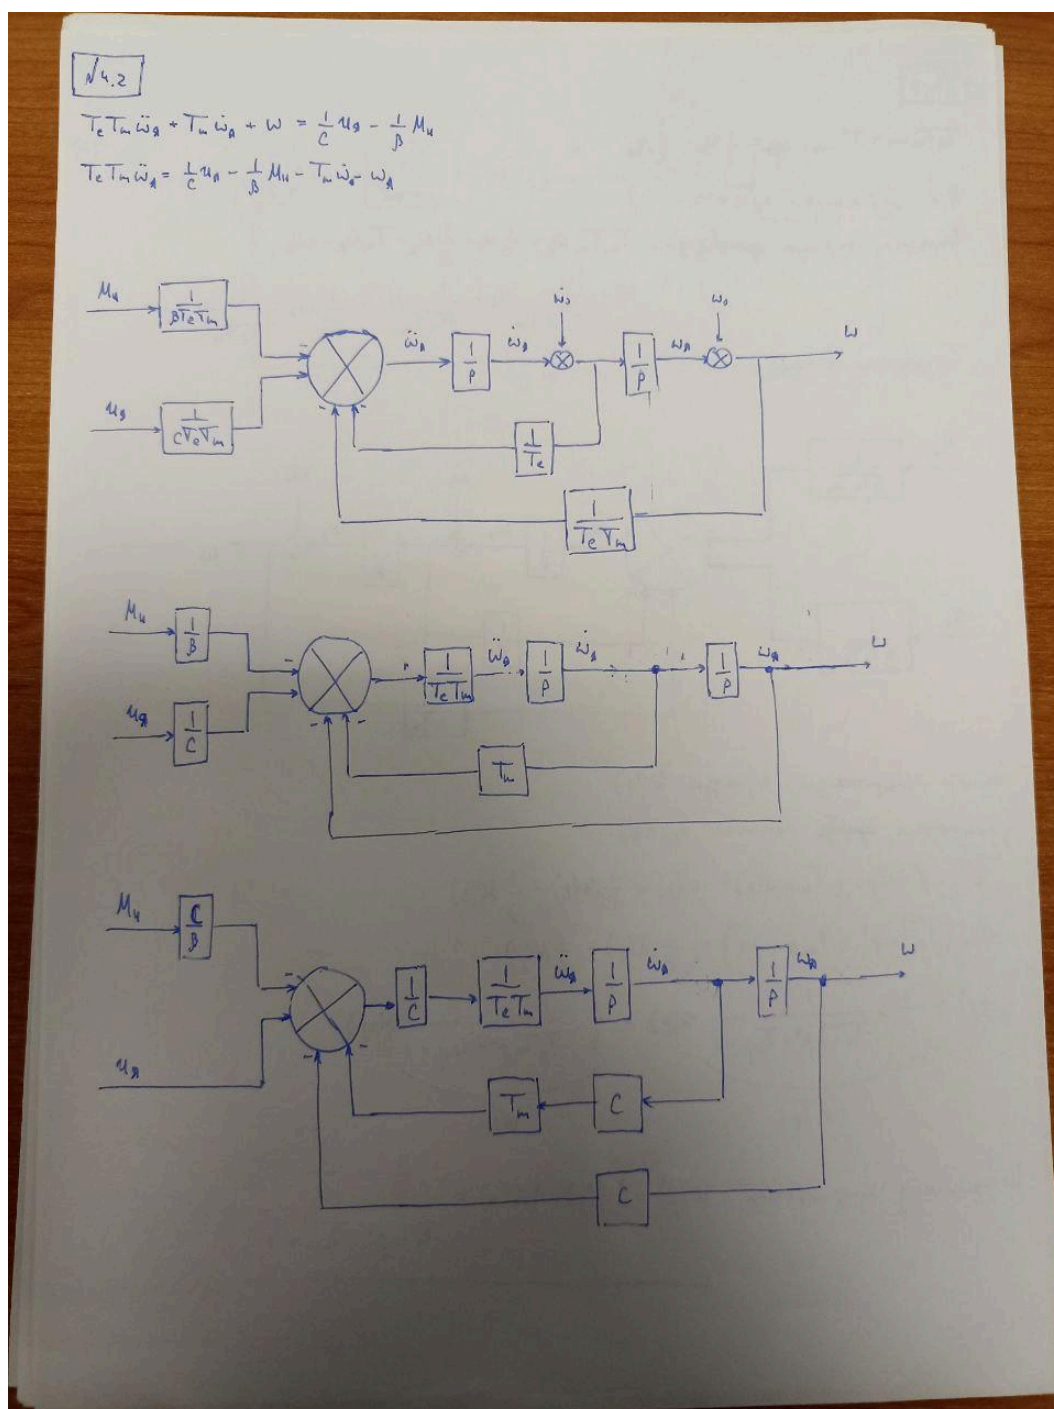 √4.2
TₑTₘω̈я + Tₘω̇я + ω = 1/C uя - 1/β Mн
TₑTₘω̈я = 1/C uя - 1/β Mн - Tₘω̇я - ωя
Mн 1/βTₑTₘ - ω̈я 1/P ω̇я ω̇₀ 1/P ωя ω₀ ω
uя 1/CTₑTₘ - - 1/Tₑ
1/TₑTₘ
Mн 1/β - 1/TₑTₘ ω̈я 1/P ω̇я 1/P ωя ω
uя 1/C - - Tₘ
Mн C/β - 1/C 1/TₑTₘ ω̈я 1/P ω̇я 1/P ωя ω
uя - - Tₘ C
C